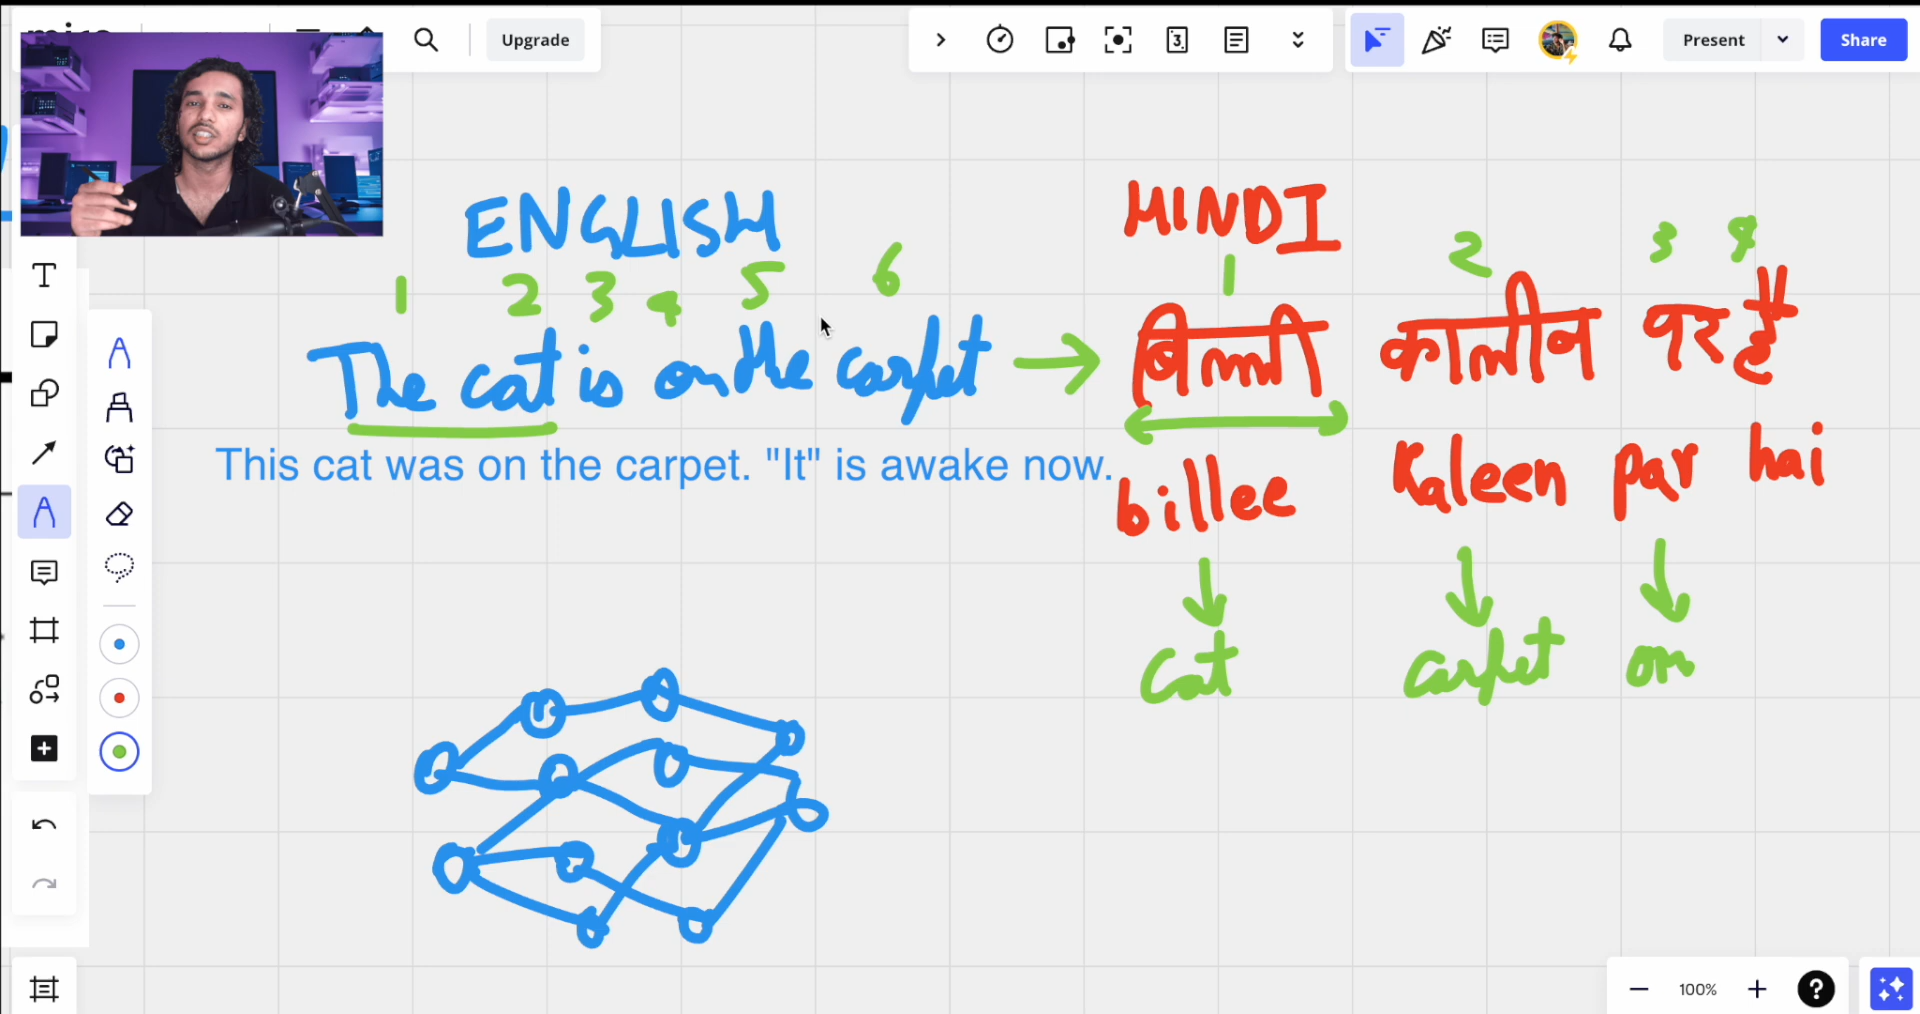 Upgrade
3
Present
Share
ENGLISH
HINDI
1 2 3 4 5 6
1 2 3 4
The cat is on the carpet → बिल्ली कालीन पर है
This cat was on the carpet. "It" is awake now.
billee Kaleen par hai
cat carpet on
T
100%
?